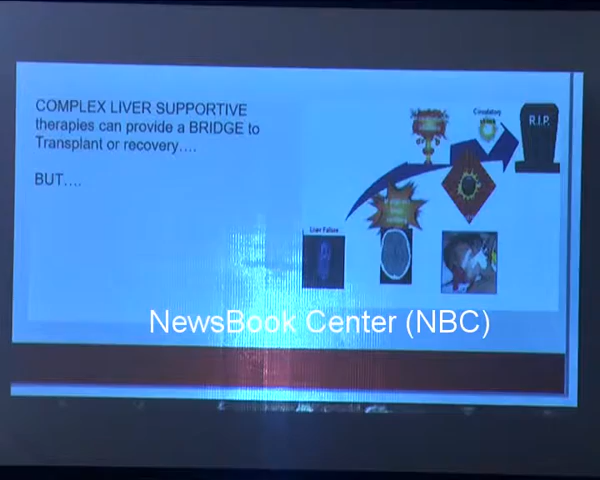 COMPLEX LIVER SUPPORTIVE
therapies can provide a BRIDGE to
Transplant or recovery....
BUT....
Circulatory
R.I.P.
Liver Failure
NewsBook Center (NBC)